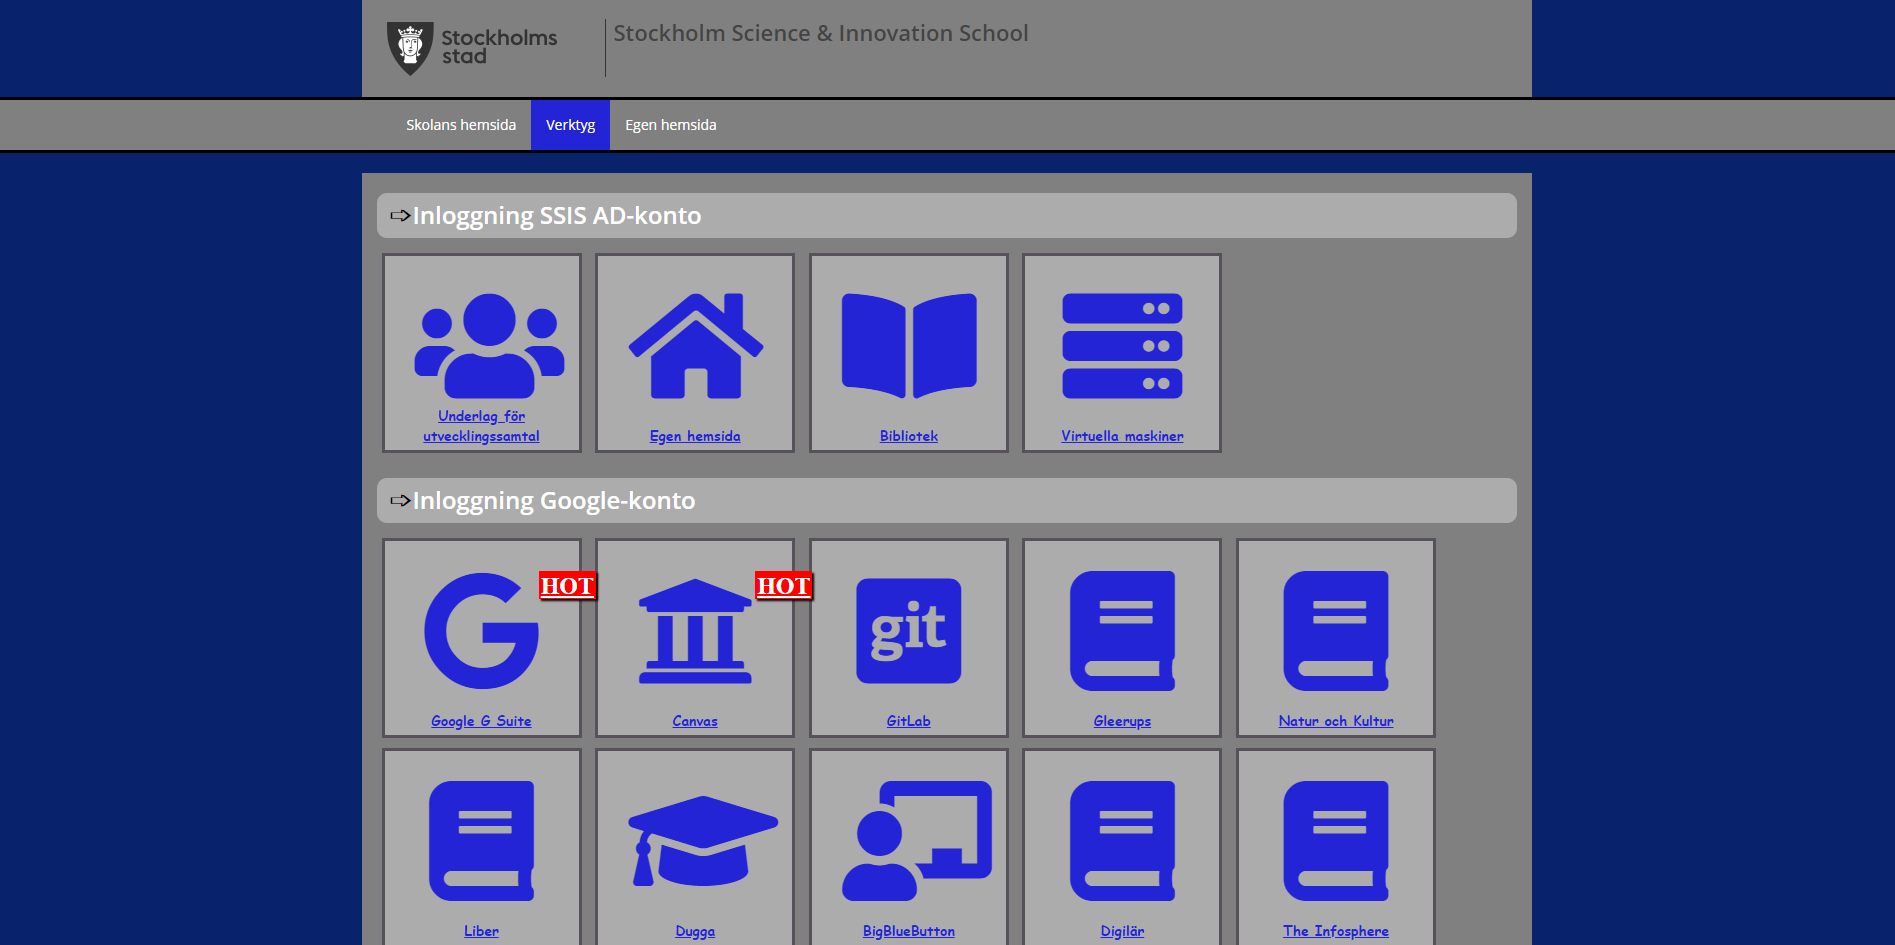 Stockholms
stad
Stockholm Science & Innovation School
Skolans hemsida
Verktyg
Egen hemsida
➩Inloggning SSIS AD-konto
Underlag för
utvecklingssamtal
Egen hemsida
Bibliotek
Virtuella maskiner
➩Inloggning Google-konto
HOT
HOT
git
Google G Suite
Canvas
GitLab
Gleerups
Natur och Kultur
Liber
Dugga
BigBlueButton
Digilär
The Infosphere